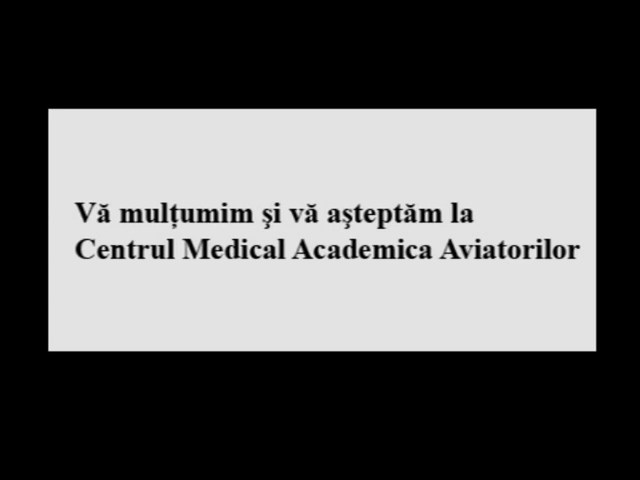 Vă mulțumim şi vă aşteptăm la
Centrul Medical Academica Aviatorilor